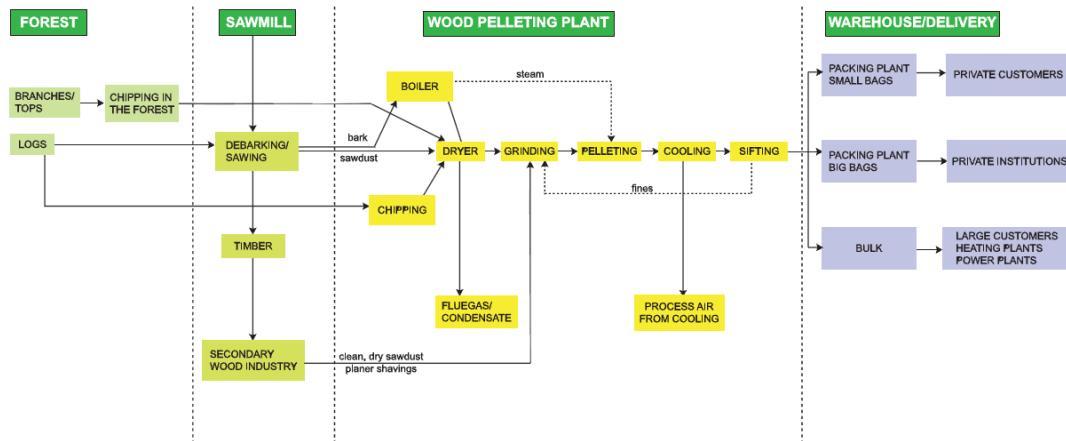 FOREST
SAWMILL
WOOD PELLETING PLANT
WAREHOUSE/DELIVERY
BRANCHES/
TOPS
CHIPPING IN
THE FOREST
LOGS
DEBARKING/
SAWING
TIMBER
SECONDARY
WOOD INDUSTRY
bark
sawdust
clean, dry sawdust
planer shavings
BOILER
steam
DRYER
GRINDING
PELLETING
COOLING
SIFTING
fines
CHIPPING
FLUEGAS/
CONDENSATE
PROCESS AIR
FROM COOLING
PACKING PLANT
SMALL BAGS
PRIVATE CUSTOMERS
PACKING PLANT
BIG BAGS
PRIVATE INSTITUTIONS
BULK
LARGE CUSTOMERS
HEATING PLANTS
POWER PLANTS